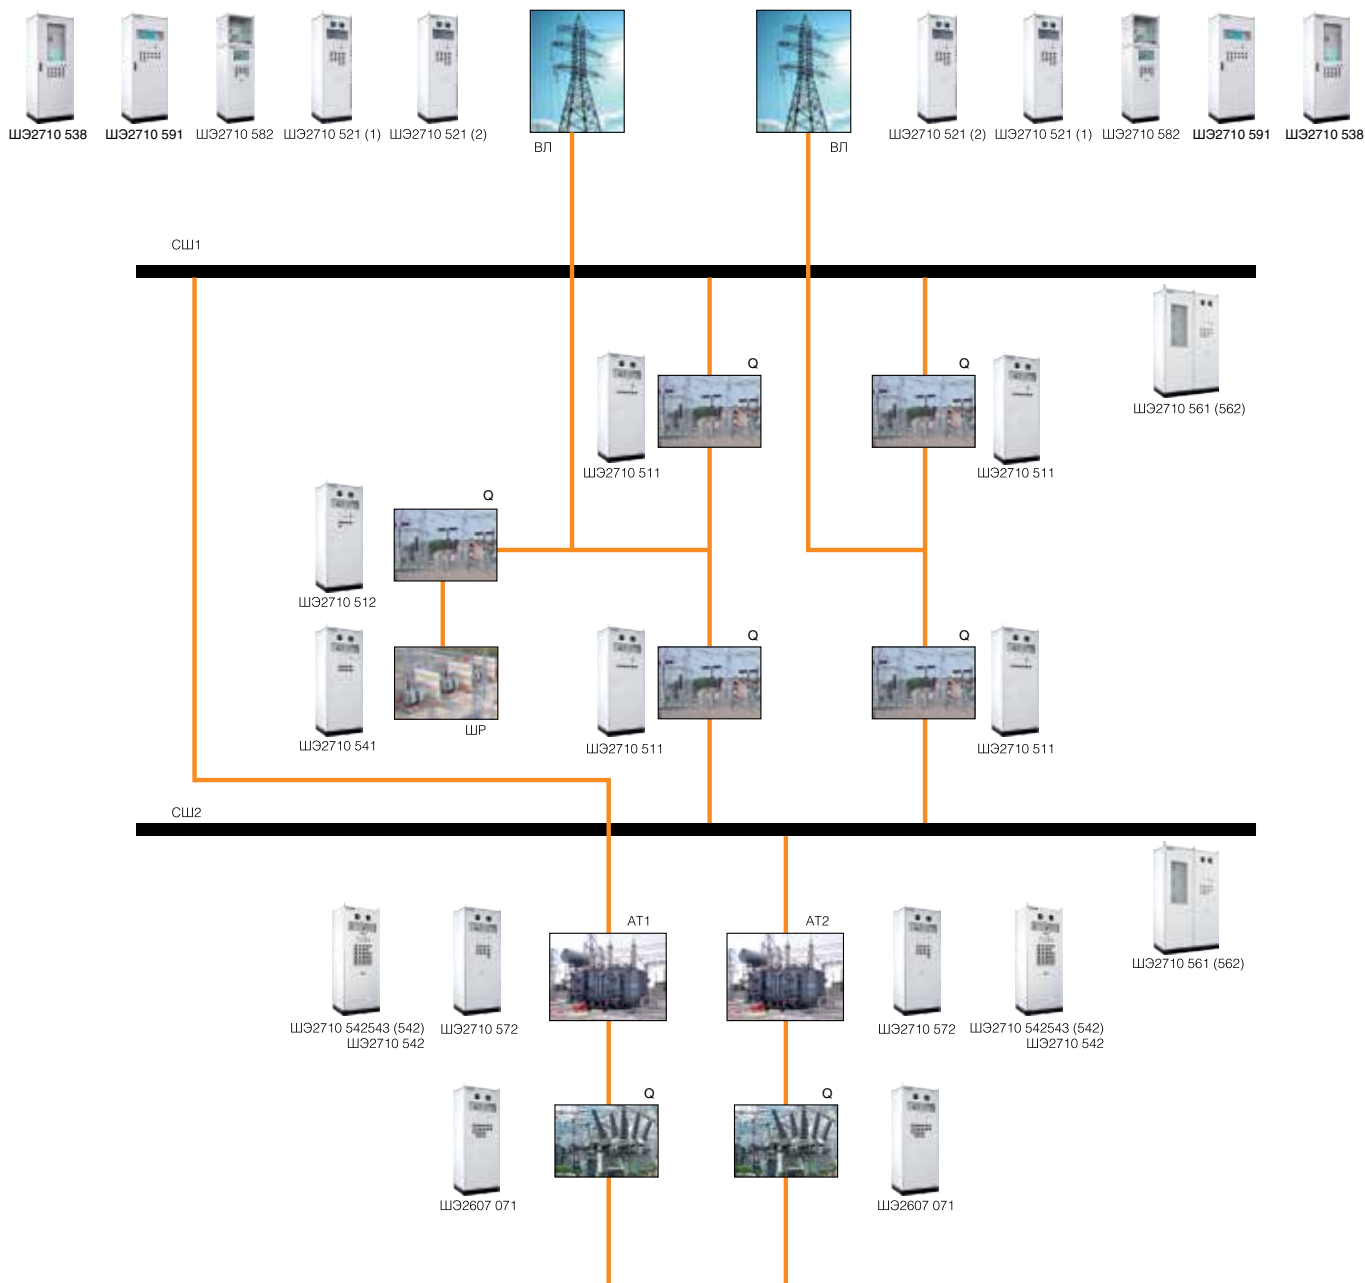 ШЭ2710 538
ШЭ2710 591
ШЭ2710 582
ШЭ2710 521 (1)
ШЭ2710 521 (2)
ВЛ
ВЛ
ШЭ2710 521 (2)
ШЭ2710 521 (1)
ШЭ2710 582
ШЭ2710 591
ШЭ2710 538
СШ1
Q
Q
ШЭ2710 561 (562)
ШЭ2710 511
ШЭ2710 511
Q
ШЭ2710 512
Q
Q
ШР
ШЭ2710 541
ШЭ2710 511
ШЭ2710 511
СШ2
АТ1
АТ2
ШЭ2710 561 (562)
ШЭ2710 542543 (542)
ШЭ2710 542
ШЭ2710 572
ШЭ2710 572
ШЭ2710 542543 (542)
ШЭ2710 542
Q
Q
ШЭ2607 071
ШЭ2607 071